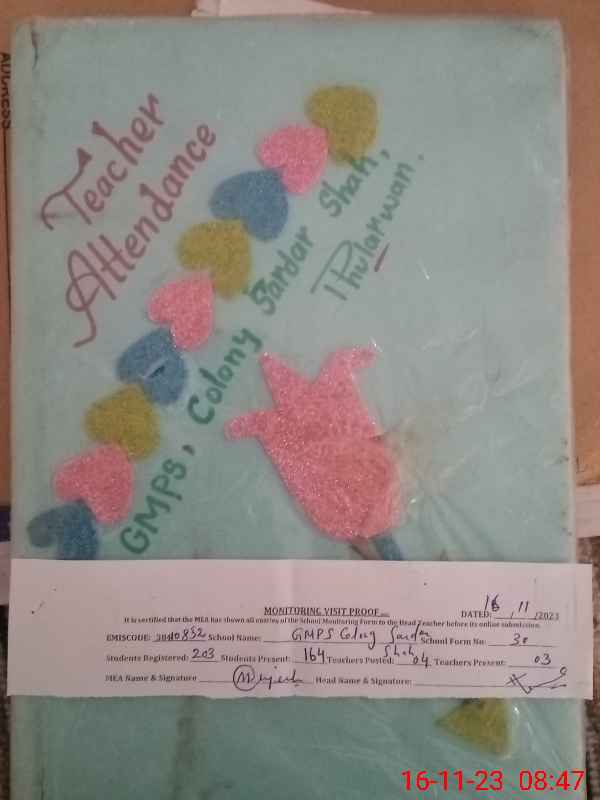 ADDRESS
Teacher
Attendance
GMPS, Colony Sardar Shah,
Phularwan.
MONITORING VISIT PROOF
DATED: 16, 11 /2023
It is certified that the MEA has shown all entries of the School Monitoring Form to the Head Teacher before its online submission.
EMISCODE: School Name: GMPS Colony Sardar Shah School Form No: 30
Students Registered: 203 Students Present: 164 Teachers Posted: 04 Teachers Present: 03
MEA Name & Signature Head Name & Signature:
16-11-23 08:47